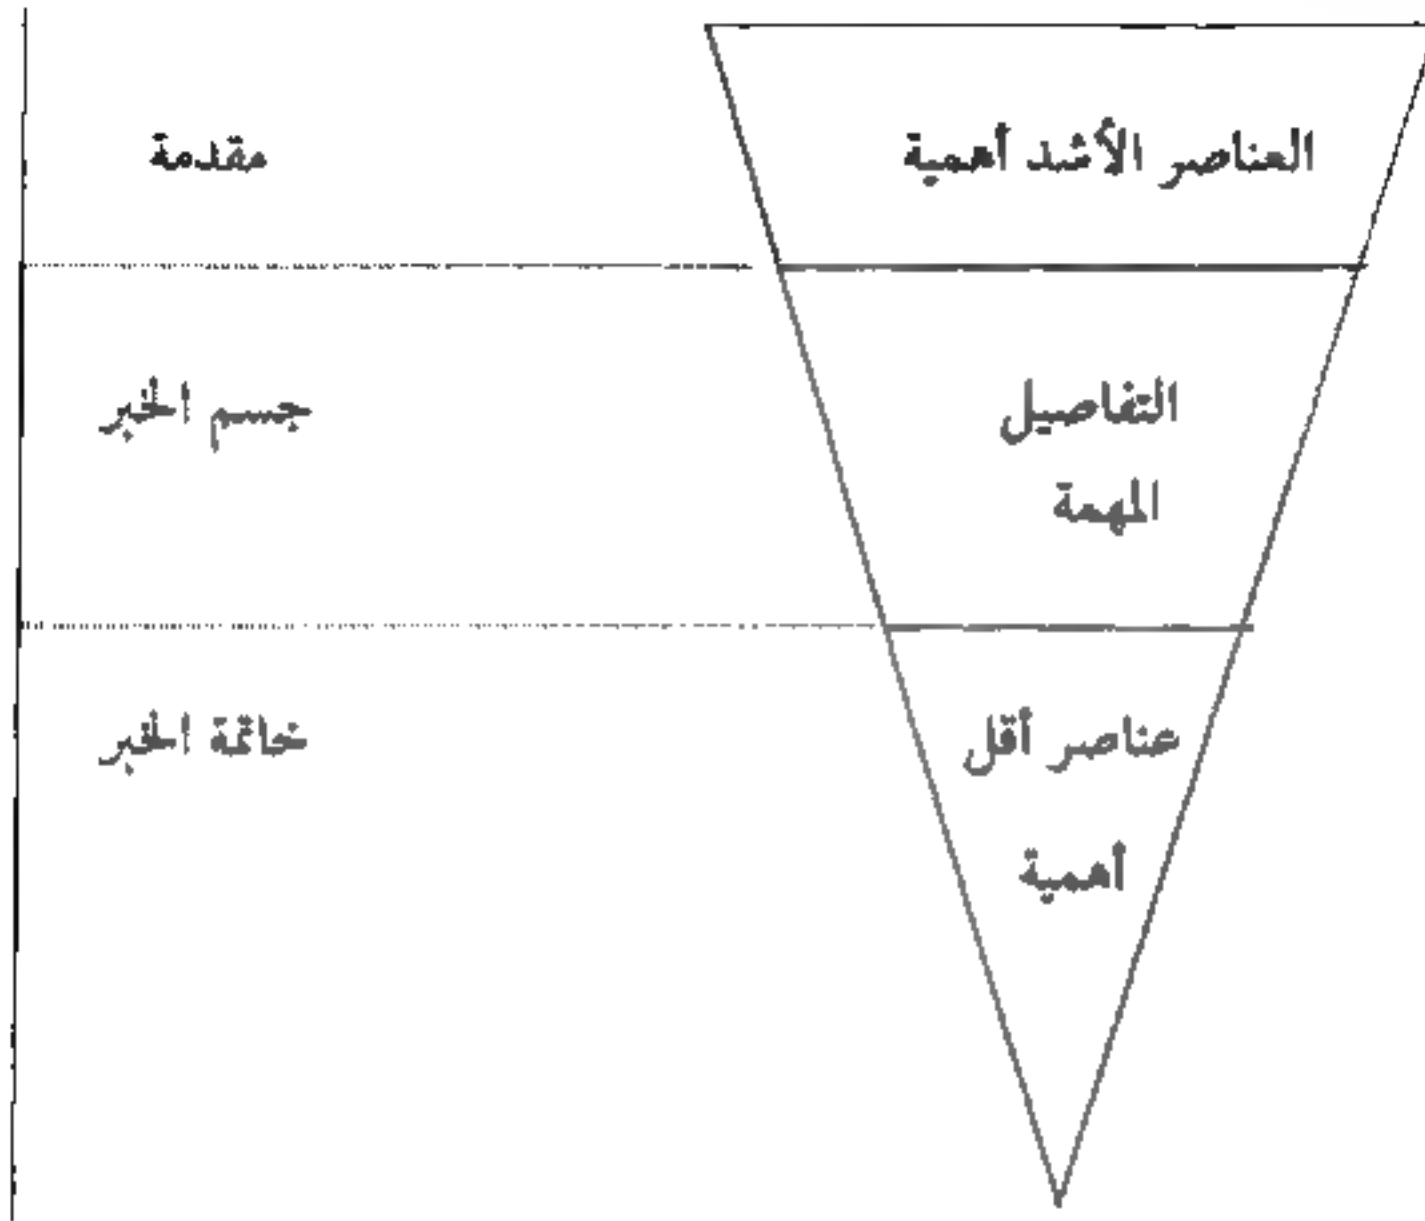 العناصر الأشد أهمية
مقدمة
التفاصيل
المهمة
جسم الخبر
عناصر أقل
أهمية
خاتمة الخبر